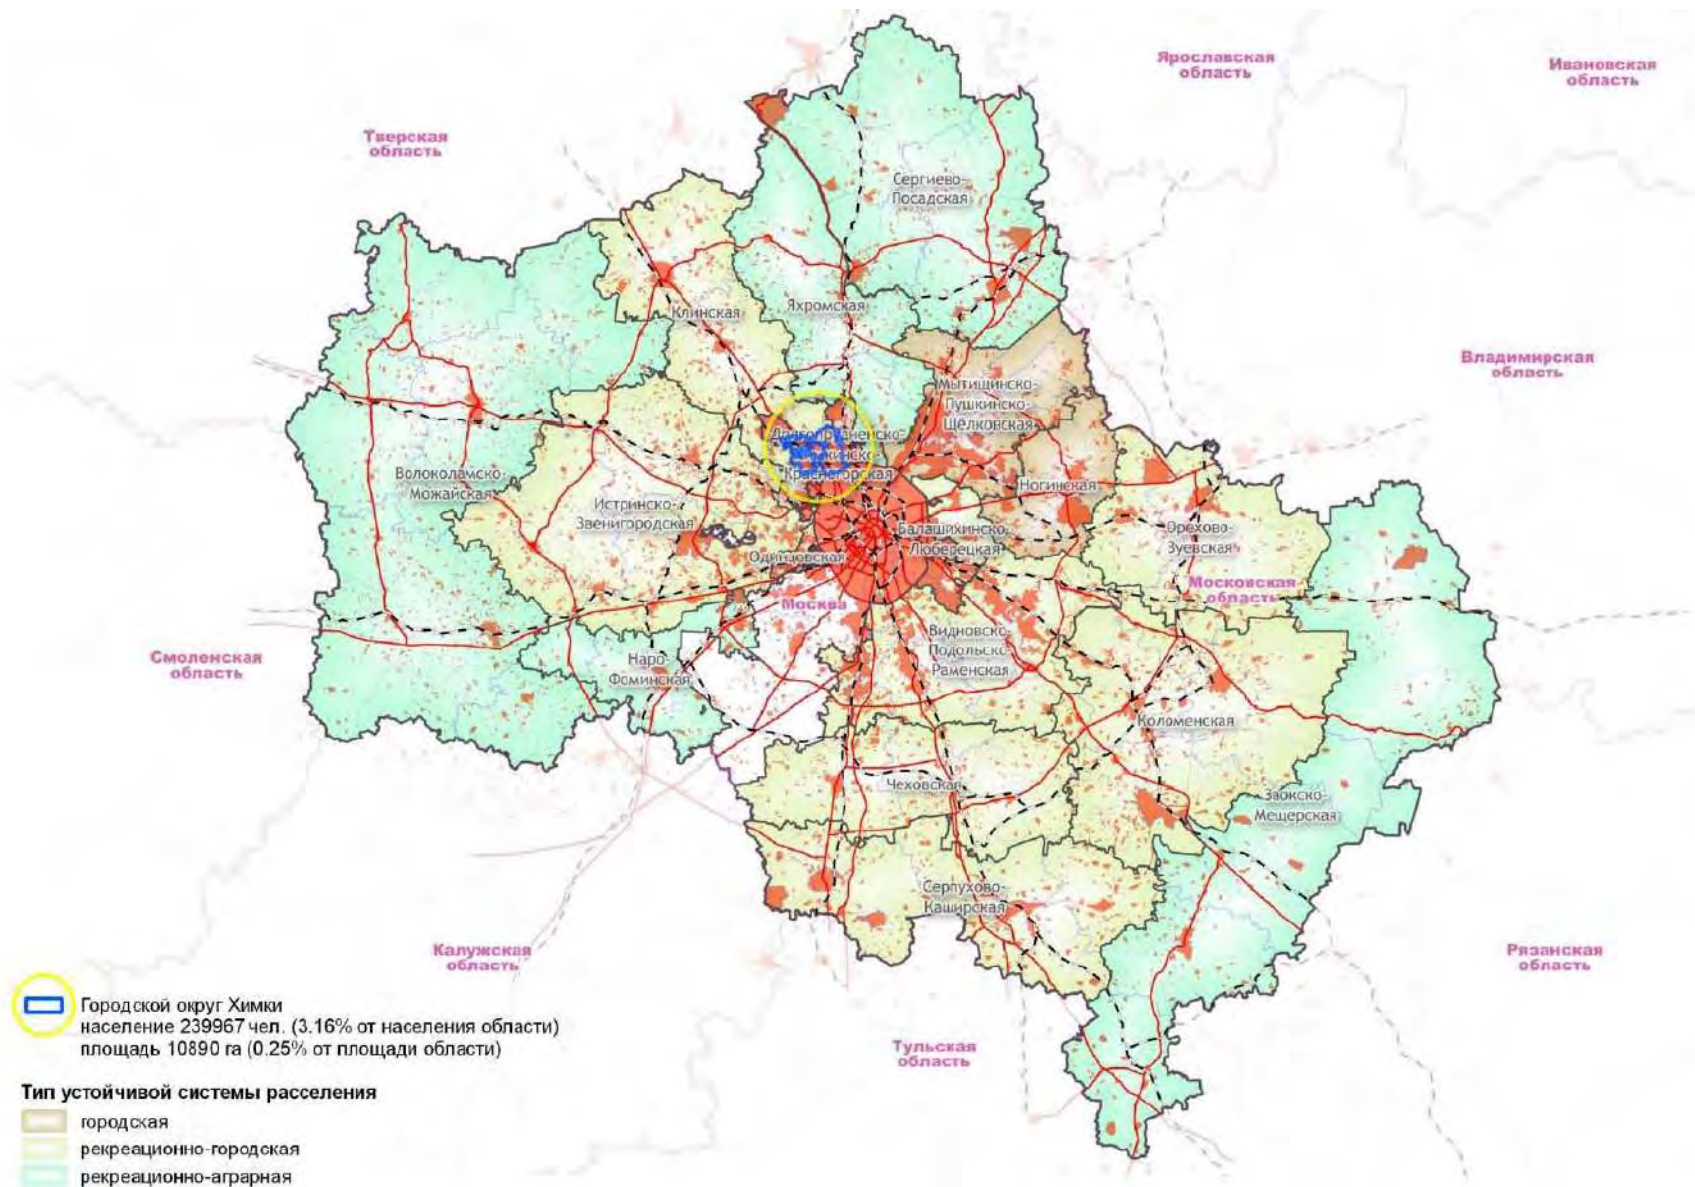 Ярославская
область
Ивановская
область
Тверская
область
Сергиево-
Посадская
Клинская
Яхромская
Владимирская
область
Мытищинско-
Пушкинско-
Щелковская
Красногорская
Волоколамско-
Можайская
Ногинская
Истринско-
Звенигородская
Орехово-
Зуевская
Балашихинско-
Люберецкая
Одинцовская
Московская
область
Москва
Смоленская
область
Наро-
Фоминская
Видновско-
Подольско-
Раменская
Коломенская
Чеховская
Заокско-
Мещерская
Серпухово-
Каширская
Калужская
область
Рязанская
область
Тульская
область
Городской округ Химки
население 239967 чел. (3.16% от населения области)
площадь 10890 га (0.25% от площади области)
Тип устойчивой системы расселения
городская
рекреационно-городская
рекреационно-аграрная